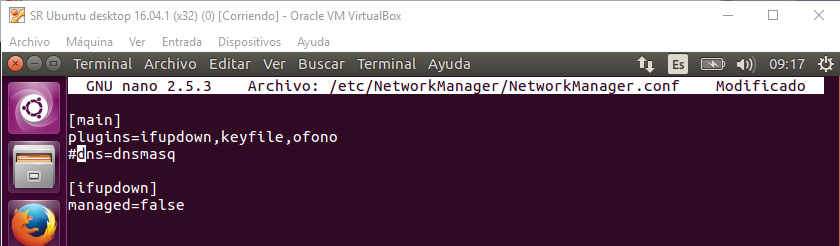 SR Ubuntu desktop 16.04.1 (x32) (0) [Corriendo] - Oracle VM VirtualBox
Archivo Máquina Ver Entrada Dispositivos Ayuda
Terminal Archivo Editar Ver Buscar Terminal Ayuda Es 09:17
GNU nano 2.5.3 Archivo: /etc/NetworkManager/NetworkManager.conf Modificado
[main]
plugins=ifupdown,keyfile,ofono
#dns=dnsmasq
[ifupdown]
managed=false